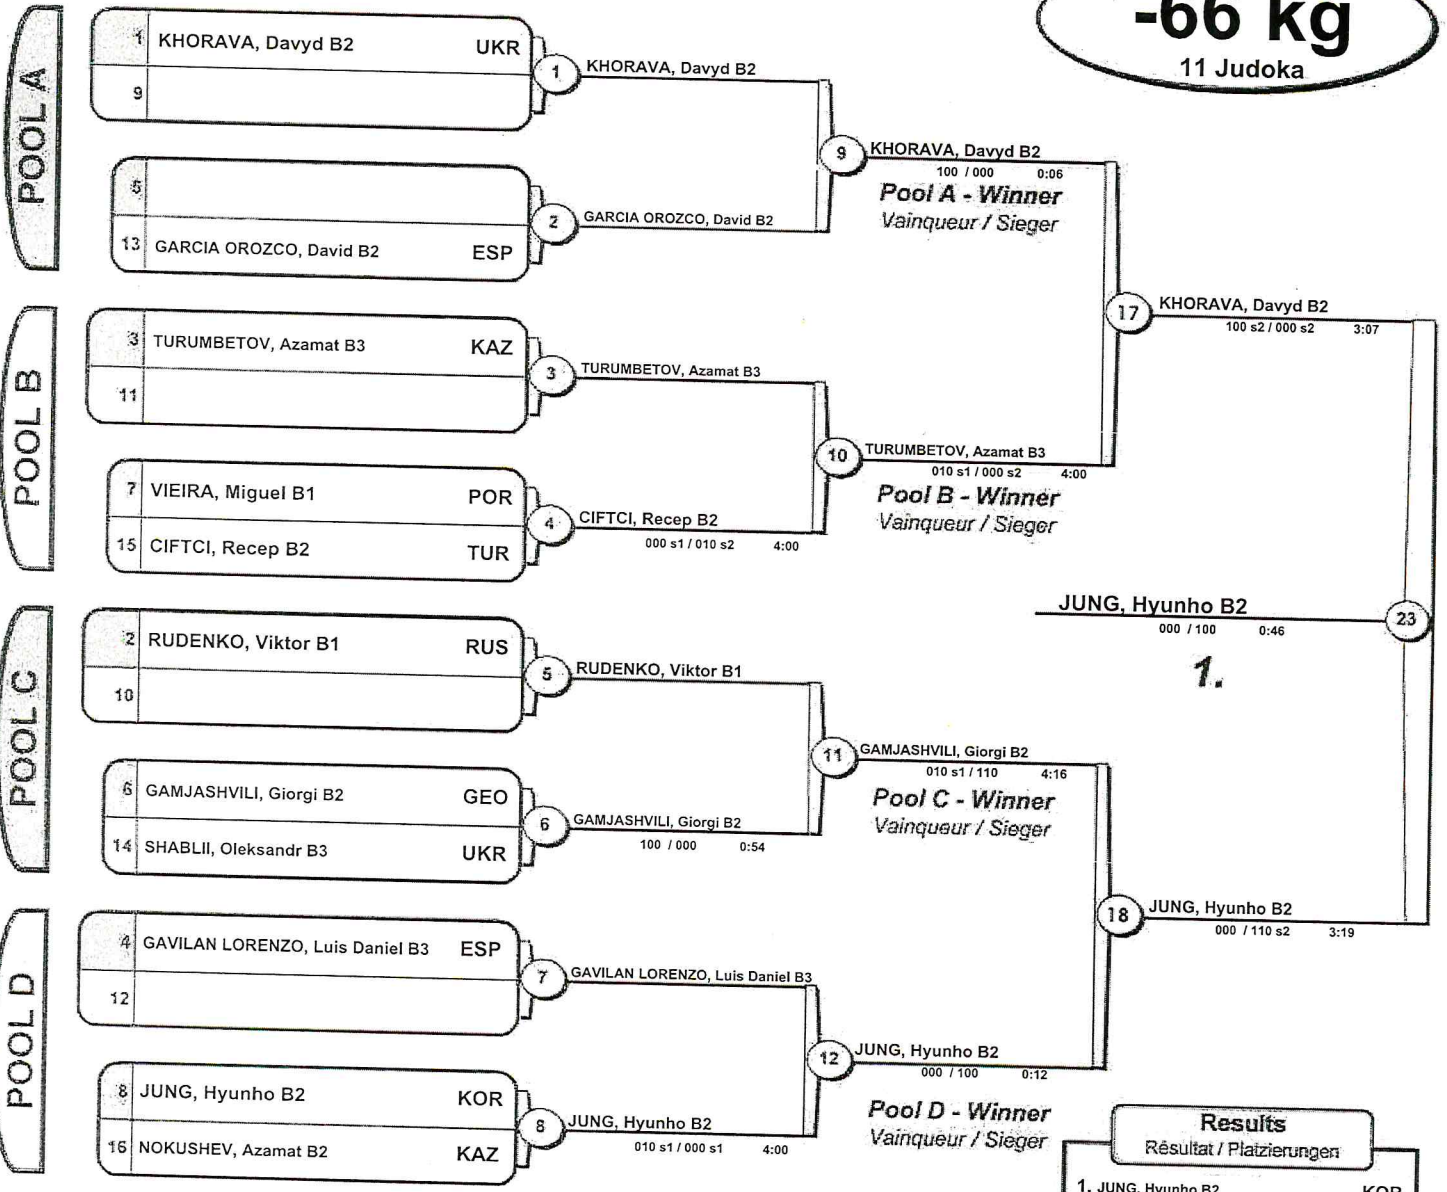 -66 kg
11 Judoka
POOL A
1 KHORAVA, Davyd B2 UKR
9
1 KHORAVA, Davyd B2
5
13 GARCIA OROZCO, David B2 ESP
2 GARCIA OROZCO, David B2
9 KHORAVA, Davyd B2
100 / 000 0:06
Pool A - Winner
Vainqueur / Sieger
POOL B
3 TURUMBETOV, Azamat B3 KAZ
11
3 TURUMBETOV, Azamat B3
7 VIEIRA, Miguel B1 POR
15 CIFTCI, Recep B2 TUR
4 CIFTCI, Recep B2
000 s1 / 010 s2 4:00
10 TURUMBETOV, Azamat B3
010 s1 / 000 s2 4:00
Pool B - Winner
Vainqueur / Sieger
17 KHORAVA, Davyd B2
100 s2 / 000 s2 3:07
JUNG, Hyunho B2 23
000 / 100 0:46
1.
POOL C
2 RUDENKO, Viktor B1 RUS
10
5 RUDENKO, Viktor B1
6 GAMJASHVILI, Giorgi B2 GEO
14 SHABLII, Oleksandr B3 UKR
6 GAMJASHVILI, Giorgi B2
100 / 000 0:54
11 GAMJASHVILI, Giorgi B2
010 s1 / 110 4:16
Pool C - Winner
Vainqueur / Sieger
18 JUNG, Hyunho B2
000 / 110 s2 3:19
POOL D
4 GAVILAN LORENZO, Luis Daniel B3 ESP
12
7 GAVILAN LORENZO, Luis Daniel B3
8 JUNG, Hyunho B2 KOR
16 NOKUSHEV, Azamat B2 KAZ
8 JUNG, Hyunho B2
010 s1 / 000 s1 4:00
12 JUNG, Hyunho B2
000 / 100 0:12
Pool D - Winner
Vainqueur / Sieger
Results
Résultat / Platzierungen
1. JUNG, Hyunho B2 KOR